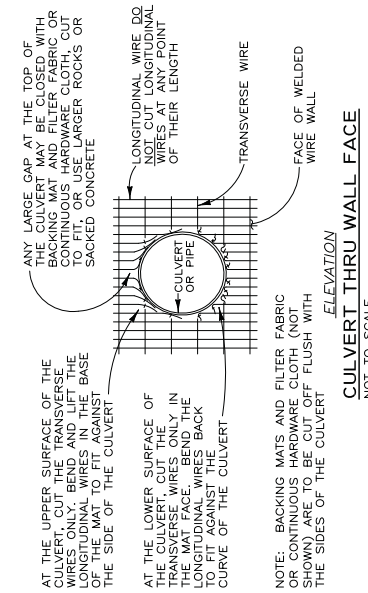 ANY LARGE GAP AT THE TOP OF
THE CULVERT MAY BE CLOSED WITH
BACKING MAT AND FILTER FABRIC OR
CONTINUOUS HARDWARE CLOTH, CUT
TO FIT, OR USE LARGER ROCKS OR
SACKED CONCRETE
LONGITUDINAL WIRE DO
NOT CUT LONGITUDINAL
WIRES AT ANY POINT
OF THEIR LENGTH
TRANSVERSE WIRE
FACE OF WELDED
WIRE WALL
CULVERT
OR PIPE
AT THE UPPER SURFACE OF THE
CULVERT, CUT THE TRANSVERSE
WIRES ONLY. BEND AND LIFT THE
LONGITUDINAL WIRES IN THE BASE
OF THE MAT TO FIT AGAINST
THE SIDE OF THE CULVERT
AT THE LOWER SURFACE OF
THE CULVERT, CUT THE
TRANSVERSE WIRES ONLY IN
THE MAT FACE. BEND THE
LONGITUDINAL WIRES BACK
TO FIT AGAINST THE
CURVE OF THE CULVERT
NOTE: BACKING MATS AND FILTER FABRIC
OR CONTINUOUS HARDWARE CLOTH (NOT
SHOWN) ARE TO BE CUT OFF FLUSH WITH
THE SIDES OF THE CULVERT
ELEVATION
CULVERT THRU WALL FACE
NOT TO SCALE